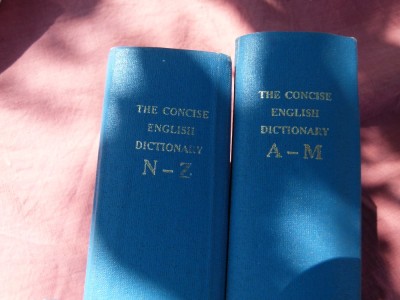 THE CONCISE
ENGLISH
DICTIONARY
N – Z
THE CONCISE
ENGLISH
DICTIONARY
A – M